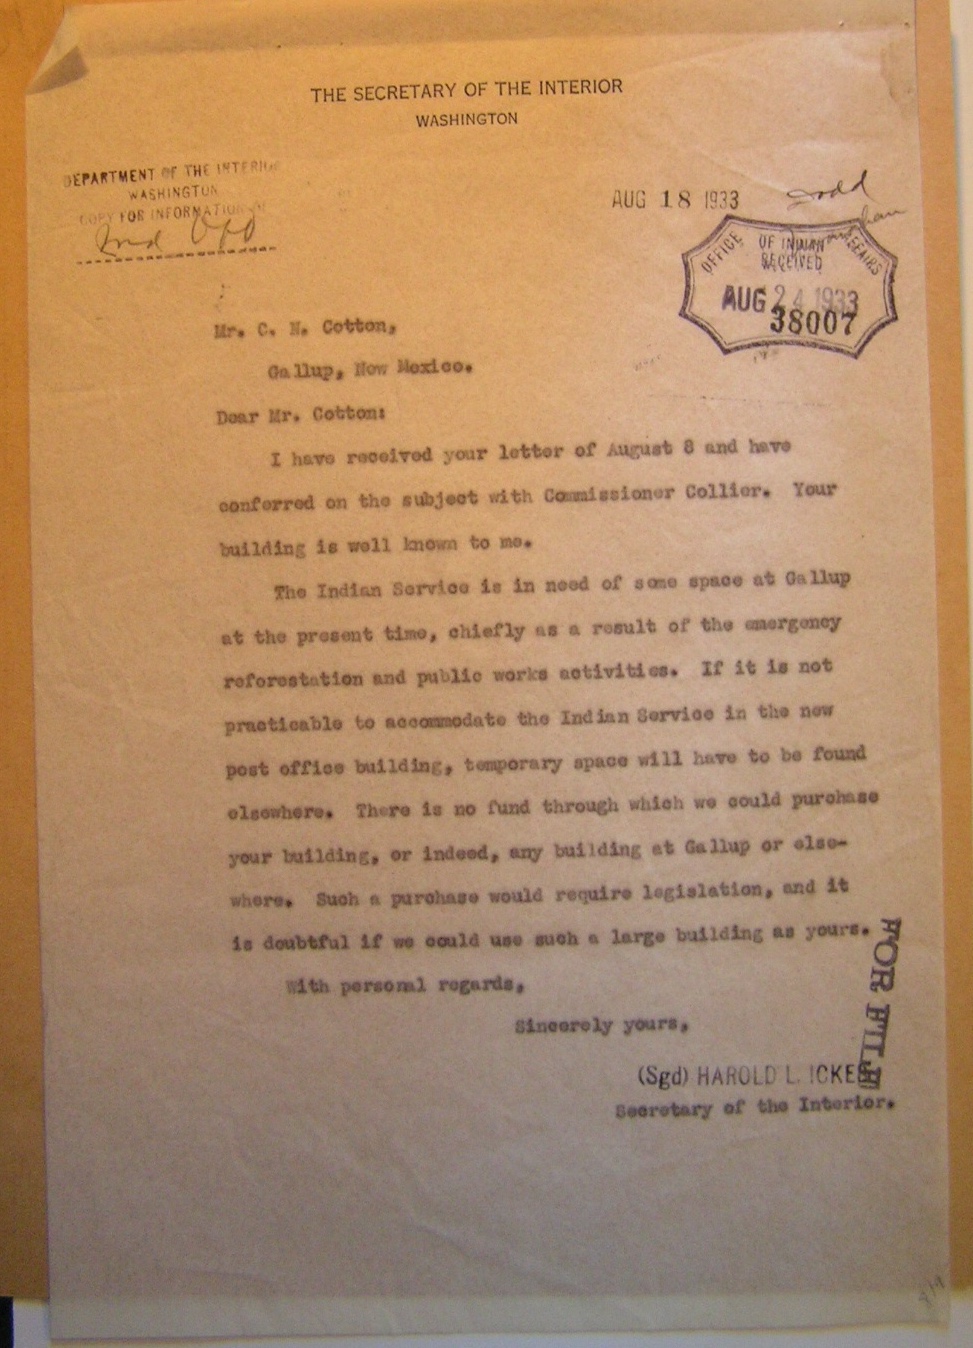 THE SECRETARY OF THE INTERIOR
WASHINGTON
DEPARTMENT OF THE INTERIOR
WASHINGTON
COPY FOR INFORMATION OF
Ind Off
AUG 18 1933
Todd
OFFICE OF INDIAN AFFAIRS
RECEIVED
AUG 24 1933
38007
Mr. C. N. Cotton,
Gallup, New Mexico.
Dear Mr. Cotton:
I have received your letter of August 8 and have
conferred on the subject with Commissioner Collier. Your
building is well known to me.
The Indian Service is in need of some space at Gallup
at the present time, chiefly as a result of the emergency
reforestation and public works activities. If it is not
practicable to accommodate the Indian Service in the new
post office building, temporary space will have to be found
elsewhere. There is no fund through which we could purchase
your building, or indeed, any building at Gallup or else-
where. Such a purchase would require legislation, and it
is doubtful if we could use such a large building as yours.
With personal regards,
Sincerely yours,
(Sgd) HAROLD L. ICKES
Secretary of the Interior.
FOR FILE